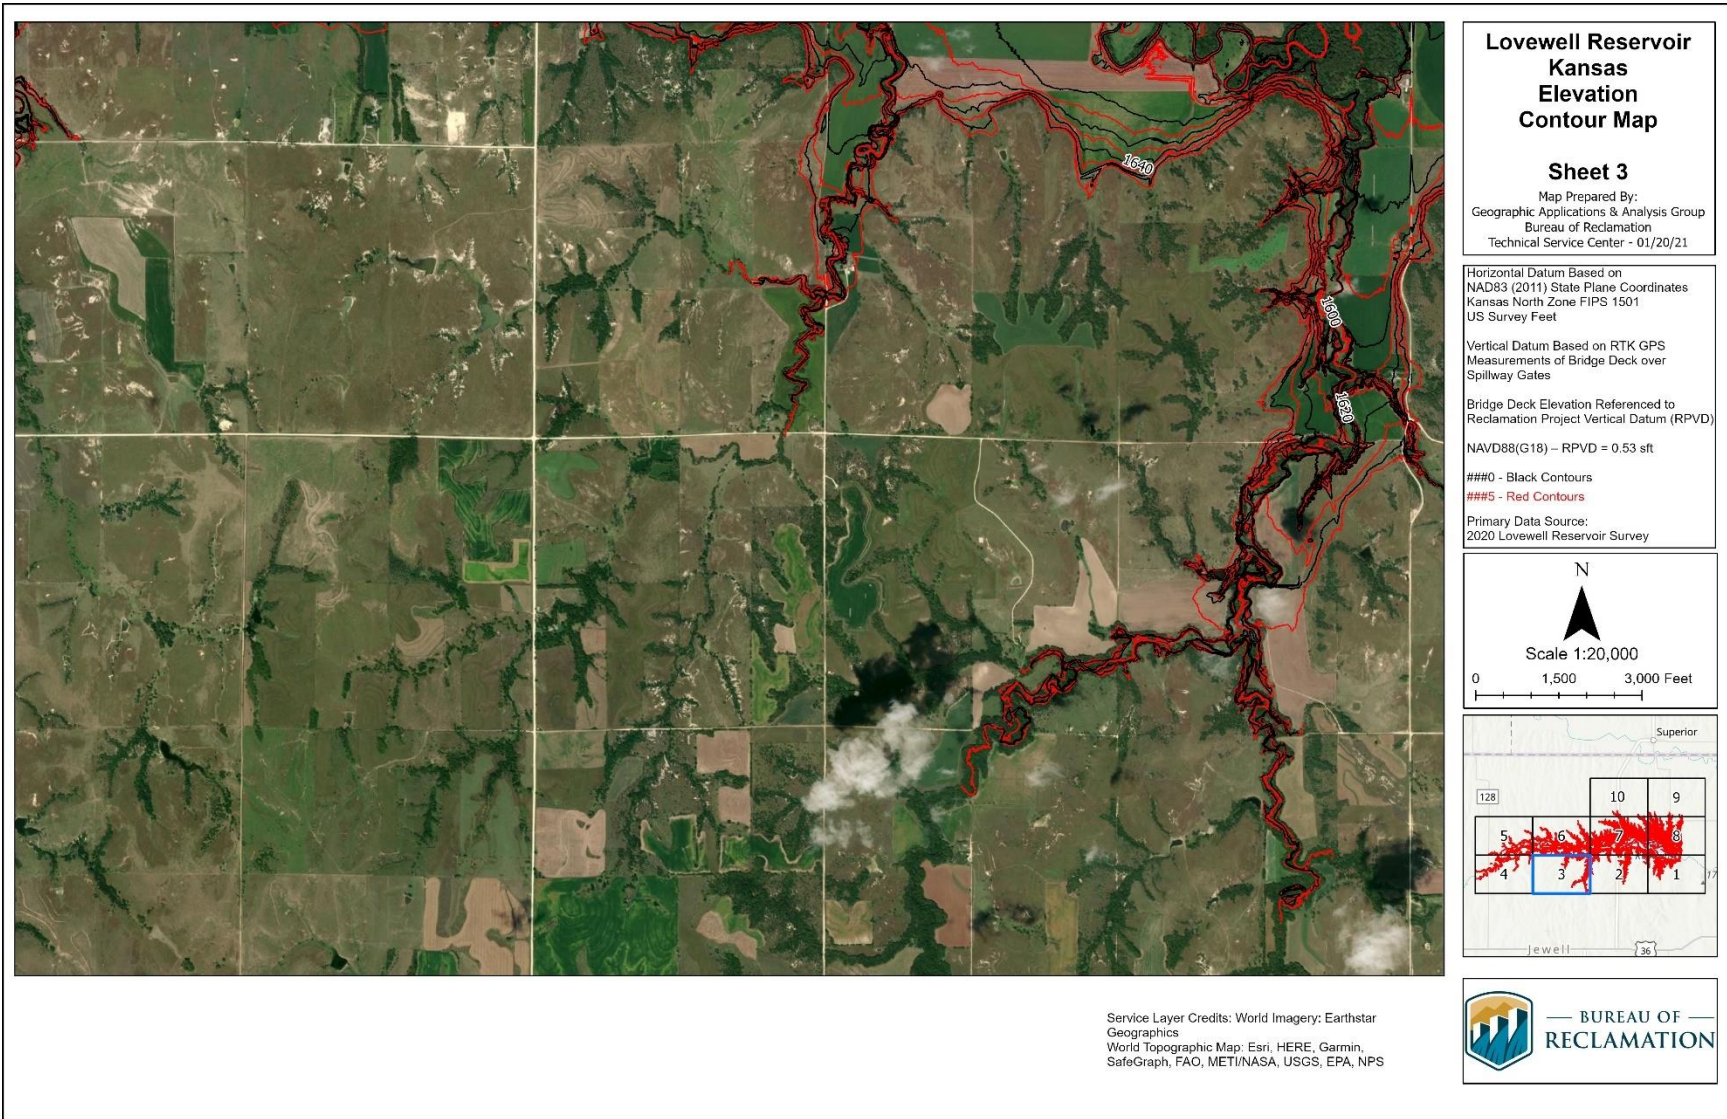 Lovewell Reservoir
Kansas
Elevation
Contour Map
Sheet 3
Map Prepared By:
Geographic Applications & Analysis Group
Bureau of Reclamation
Technical Service Center - 01/20/21
Horizontal Datum Based on
NAD83 (2011) State Plane Coordinates
Kansas North Zone FIPS 1501
US Survey Feet
Vertical Datum Based on RTK GPS
Measurements of Bridge Deck over
Spillway Gates
Bridge Deck Elevation Referenced to
Reclamation Project Vertical Datum (RPVD)
NAVD88(G18) – RPVD = 0.53 sft
###0 - Black Contours
###5 - Red Contours
Primary Data Source:
2020 Lovewell Reservoir Survey
N
Scale 1:20,000
0 1,500 3,000 Feet
Superior
128
10 9
5 6 7 8
4 3 2 1
17
Jewell
36
1640
1600
1620
BUREAU OF
RECLAMATION
Service Layer Credits: World Imagery: Earthstar
Geographics
World Topographic Map: Esri, HERE, Garmin,
SafeGraph, FAO, METI/NASA, USGS, EPA, NPS